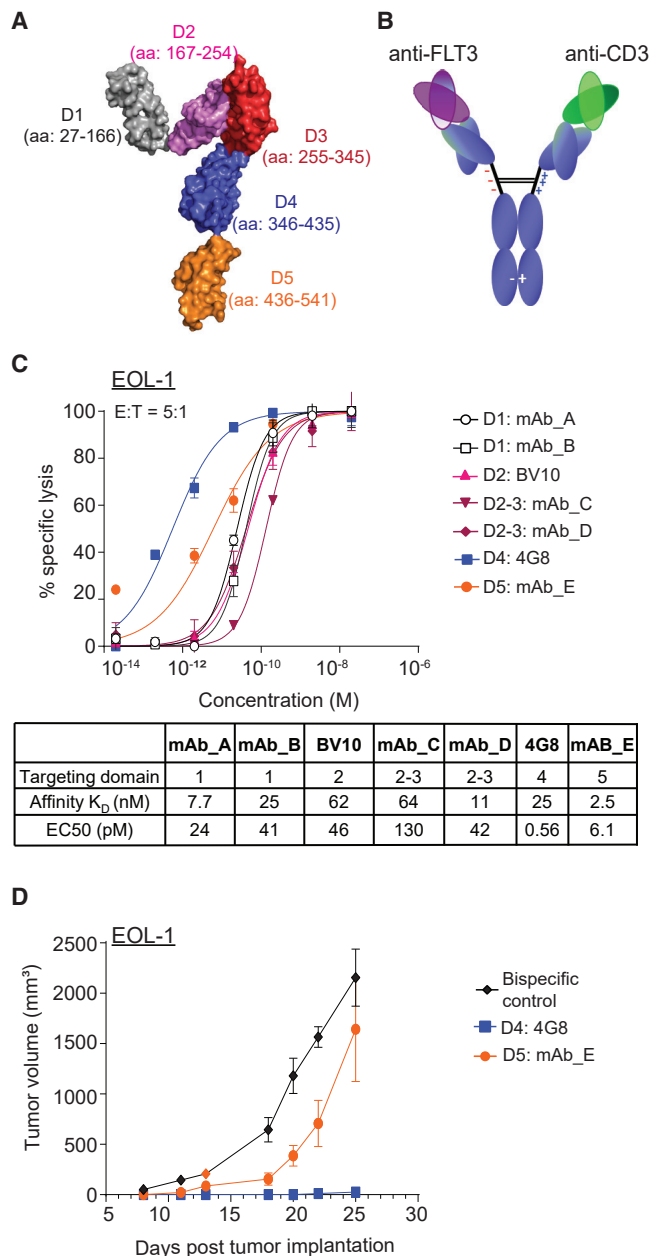 A
D2
(aa: 167-254)
D1
(aa: 27-166)
D3
(aa: 255-345)
D4
(aa: 346-435)
D5
(aa: 436-541)
B
anti-FLT3 anti-CD3
- - - + + +
- +
C
EOL-1
E:T = 5:1
% specific lysis
100
80
60
40
20
0
10⁻¹⁴ 10⁻¹² 10⁻¹⁰ 10⁻⁸ 10⁻⁶
Concentration (M)
D1: mAb_A
D1: mAb_B
D2: BV10
D2-3: mAb_C
D2-3: mAb_D
D4: 4G8
D5: mAb_E
mAb_A mAb_B BV10 mAb_C mAb_D 4G8 mAB_E
Targeting domain 1 1 2 2-3 2-3 4 5
Affinity K_D (nM) 7.7 25 62 64 11 25 2.5
EC50 (pM) 24 41 46 130 42 0.56 6.1
D
EOL-1
Tumor volume (mm³)
2500
2000
1500
1000
500
0
5 10 15 20 25 30
Days post tumor implantation
Bispecific
control
D4: 4G8
D5: mAb_E